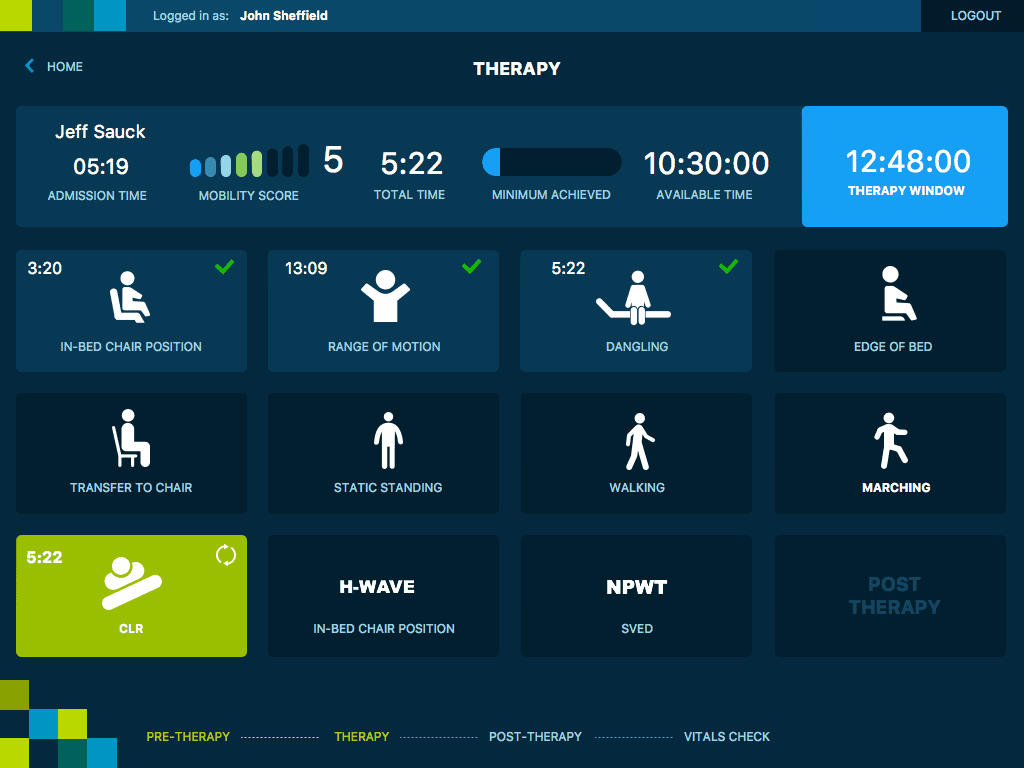 Logged in as: John Sheffield
LOGOUT
HOME
THERAPY
Jeff Sauck
05:19
ADMISSION TIME
MOBILITY SCORE
5
5:22
TOTAL TIME
MINIMUM ACHIEVED
10:30:00
AVAILABLE TIME
12:48:00
THERAPY WINDOW
3:20
IN-BED CHAIR POSITION
13:09
RANGE OF MOTION
5:22
DANGLING
EDGE OF BED
TRANSFER TO CHAIR
STATIC STANDING
WALKING
MARCHING
5:22
CLR
H-WAVE
IN-BED CHAIR POSITION
NPWT
SVED
POST
THERAPY
PRE-THERAPY
THERAPY
POST-THERAPY
VITALS CHECK